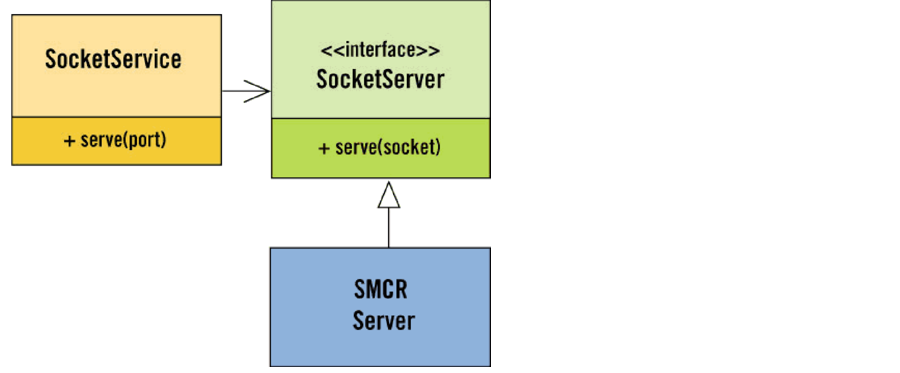 SocketService
+ serve(port)
<<interface>>
SocketServer
+ serve(socket)
SMCR
Server